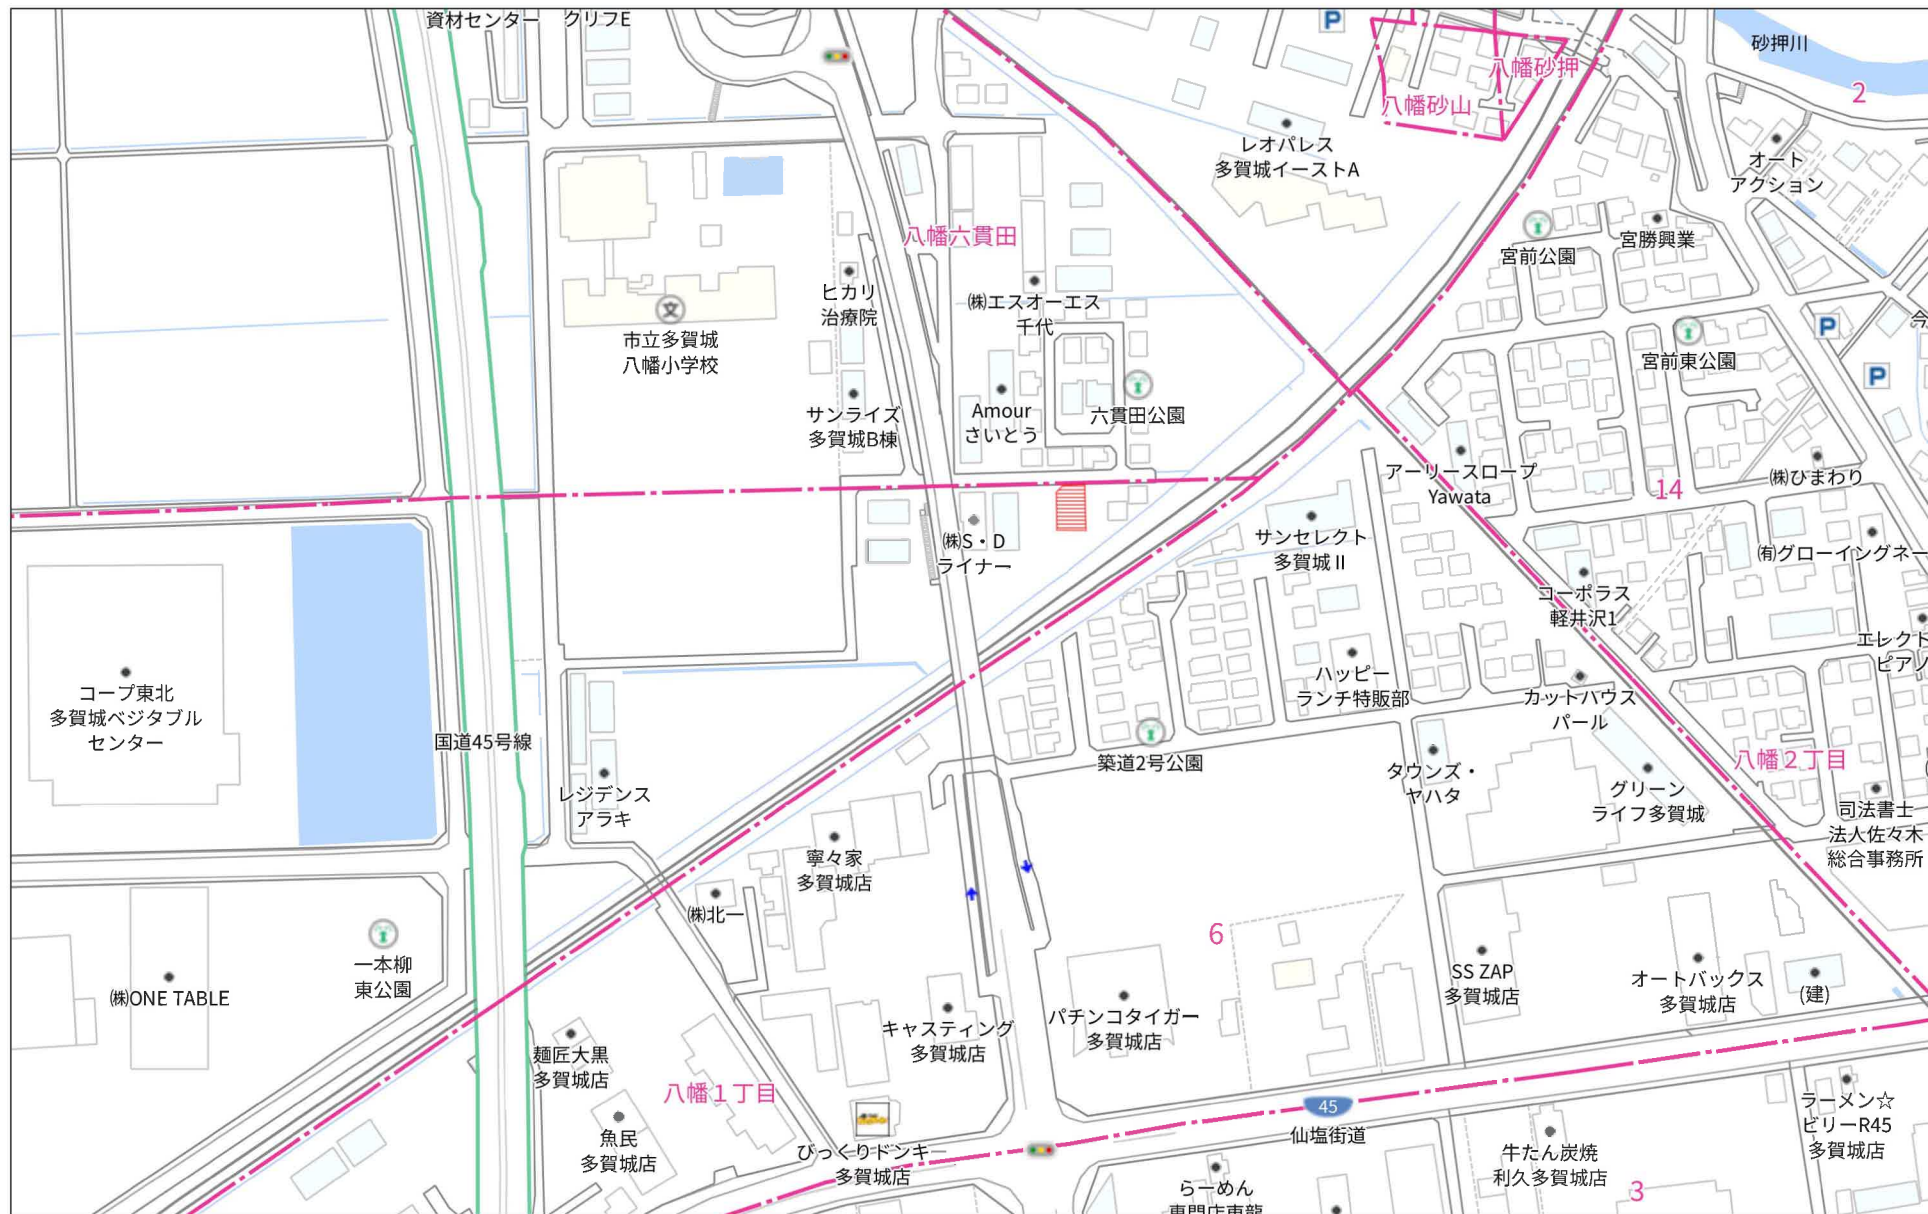 資材センター
クリフE
P
砂押川
八幡砂押
2
八幡砂山
レオパレス
多賀城イーストA
オート
アクション
八幡六貫田
宮前公園
宮勝興業
ヒカリ
治療院
㈱エスオーエス
千代
文
市立多賀城
八幡小学校
P
今
宮前東公園
P
サンライズ
多賀城B棟
Amour
さいとう
六貫田公園
アーリースロープ
Yawata
14
㈱ひまわり
㈱S・D
ライナー
サンセレクト
多賀城Ⅱ
㈲グローイングネー
コーポラス
軽井沢1
エレクト
ピアノ
コープ東北
多賀城ベジタブル
センター
ハッピー
ランチ特販部
カットハウス
パール
国道45号線
築道2号公園
八幡2丁目
タウンズ・
ヤハタ
グリーン
ライフ多賀城
レジデンス
アラキ
司法書士
法人佐々木
総合事務所
寧々家
多賀城店
㈱北一
6
一本柳
東公園
㈱ONE TABLE
SS ZAP
多賀城店
オートバックス
多賀城店
(建)
キャスティング
多賀城店
パチンコタイガー
多賀城店
麺匠大黒
多賀城店
八幡1丁目
45
仙塩街道
ラーメン☆
ビリーR45
多賀城店
魚民
多賀城店
びっくりドンキー
多賀城店
牛たん炭焼
利久多賀城店
らーめん
専門店東龍
3